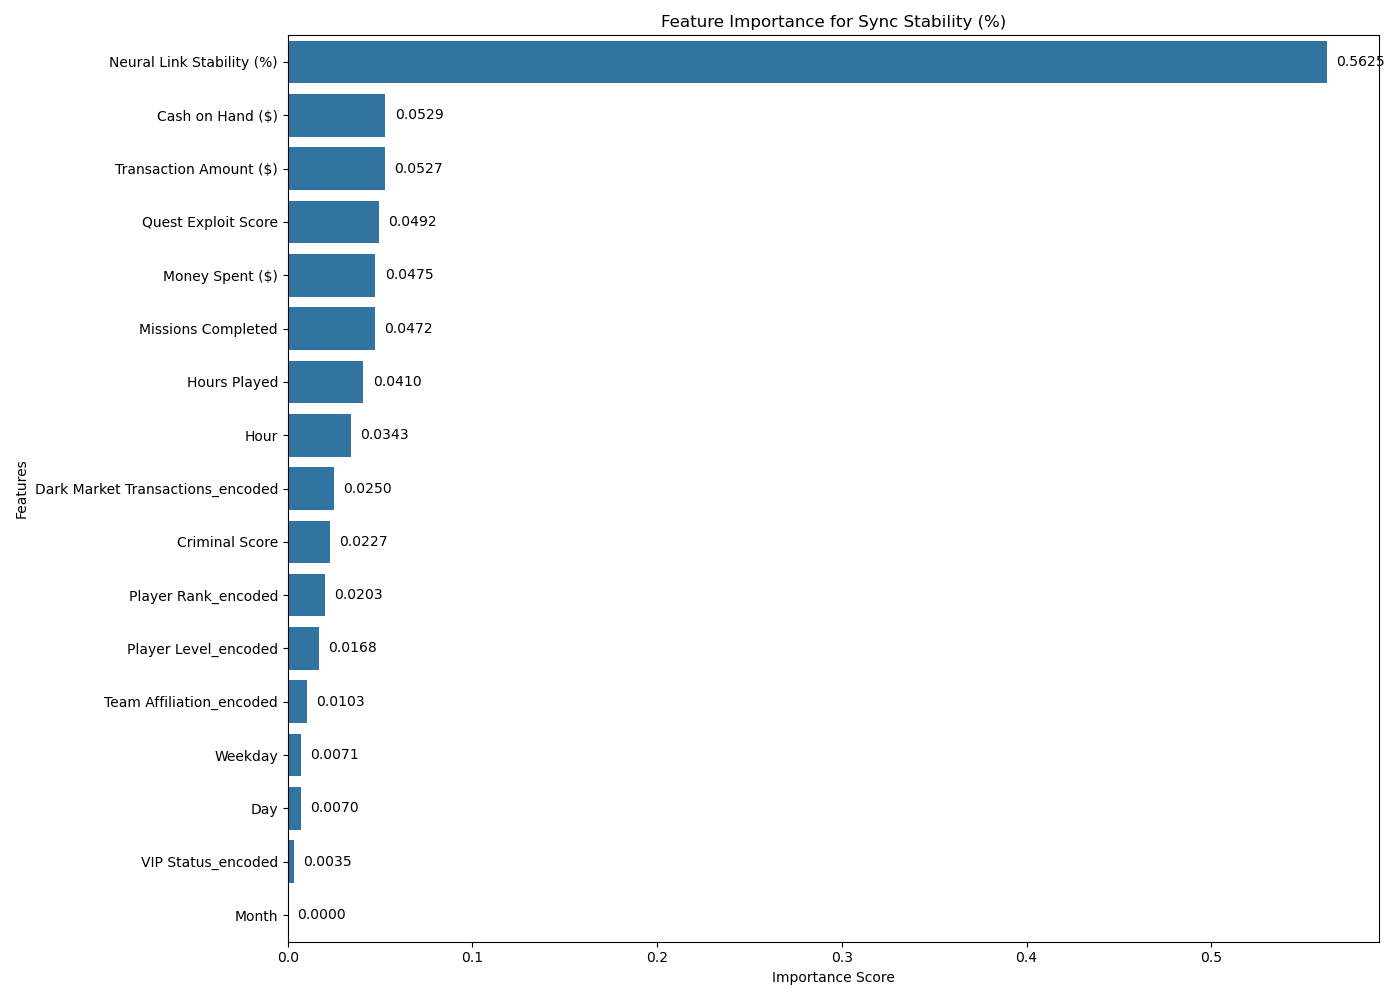 Feature Importance for Sync Stability (%)
Neural Link Stability (%)
0.5625
Cash on Hand ($)
0.0529
Transaction Amount ($)
0.0527
Quest Exploit Score
0.0492
Money Spent ($)
0.0475
Missions Completed
0.0472
Hours Played
0.0410
Hour
0.0343
Dark Market Transactions_encoded
0.0250
Criminal Score
0.0227
Player Rank_encoded
0.0203
Player Level_encoded
0.0168
Team Affiliation_encoded
0.0103
Weekday
0.0071
Day
0.0070
VIP Status_encoded
0.0035
Month
0.0000
Features
0.0
0.1
0.2
0.3
0.4
0.5
Importance Score